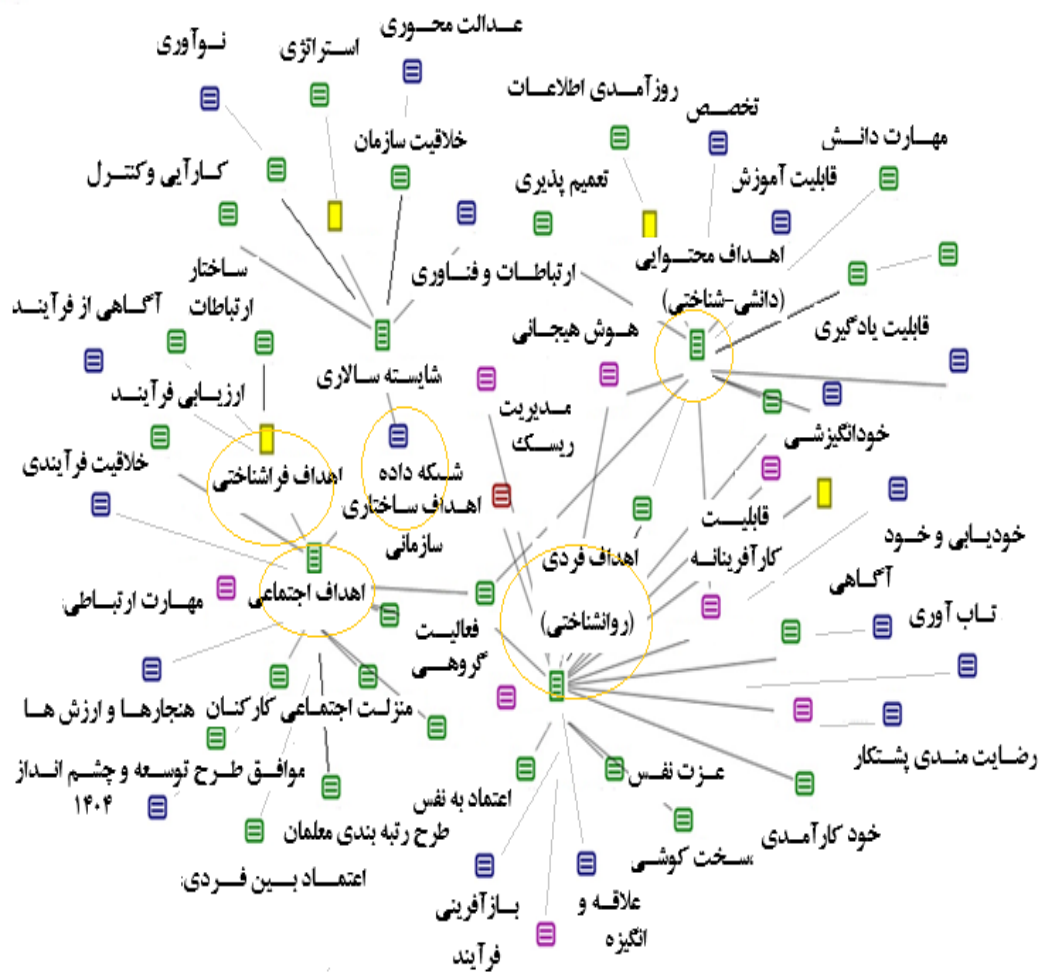 عدالت محوری
نوآوری
استراتژی
روزآمدی اطلاعات
تخصص
خلاقیت سازمان
مهارت دانش
کارآیی وکنترل
تعمیم پذیری
قابلیت آموزش
ساختار
ارتباطات
ارتباطات و فناوری
اهداف محتوایی
(دانشی-شناختی)
آگاهی از فرآیند
هوش هیجانی
قابلیت یادگیری
شایسته سالاری
ارزیابی فرآیند
مدیریت
ریسک
خودانگیزشی
خلاقیت فرآیندی
اهداف فراشناختی
شبکه داده
اهداف ساختاری
سازمانی
قابلیت
کارآفرینانه
اهداف فردی
(روانشناختی)
خودیابی و خود
آگاهی
اهداف اجتماعی
مهارت ارتباطی
تاب آوری
فعالیت
گروهی
هنجارها و ارزش ها
منزلت اجتماعی کارکنان
رضایت مندی پشتکار
موافق طرح توسعه و چشم انداز
۱۴۰۴
عزت نفس
اعتماد به نفس
طرح رتبه بندی معلمان
خود کارآمدی
سخت کوشی
اعتماد بین فردی
بازآفرینی
فرآیند
علاقه و
انگیزه